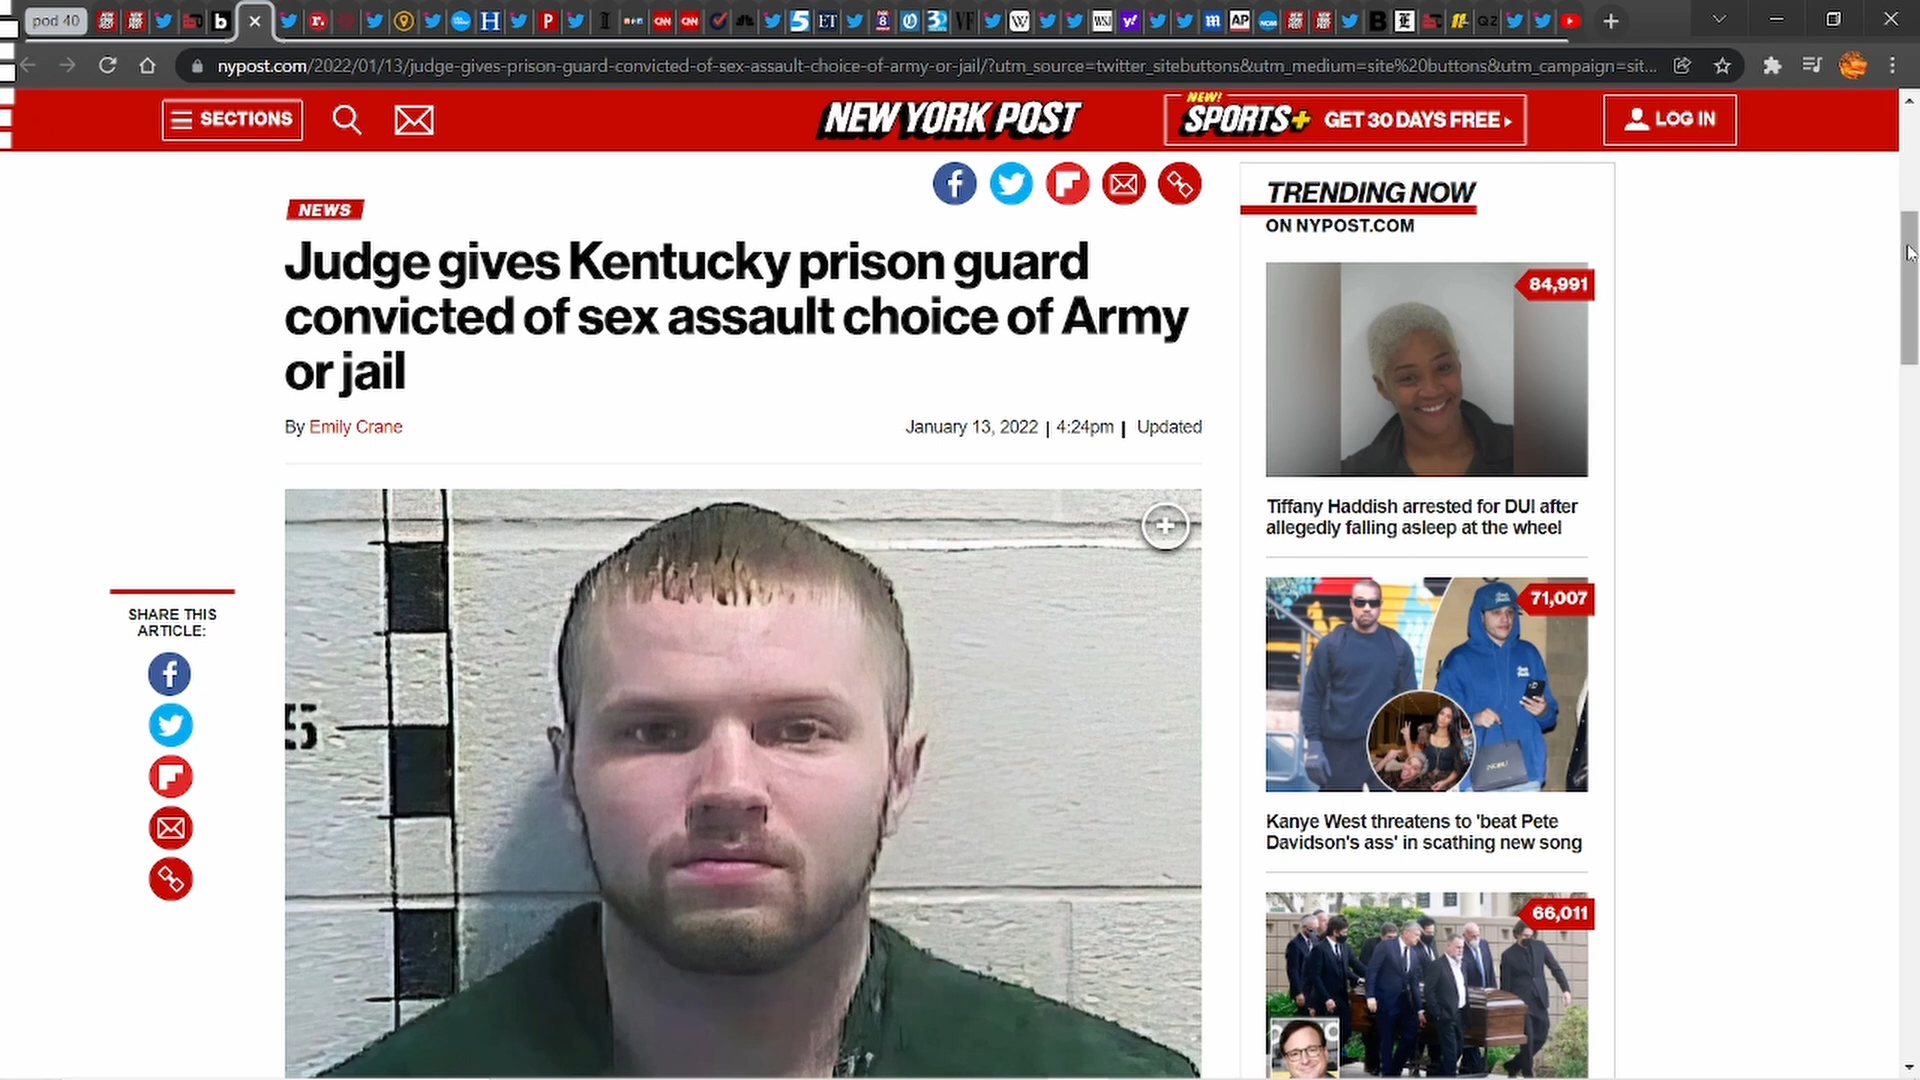 pod 40
nypost.com/2022/01/13/judge-gives-prison-guard-convicted-of-sex-assault-choice-of-army-or-jail/?utm_source=twitter_sitebuttons&utm_medium=site%20buttons&utm_campaign=sit...
SECTIONS
NEW YORK POST
NEW!
SPORTS+ GET 30 DAYS FREE
LOG IN
NEWS
Judge gives Kentucky prison guard
convicted of sex assault choice of Army
or jail
By Emily Crane
January 13, 2022 | 4:24pm | Updated
SHARE THIS
ARTICLE:
TRENDING NOW
ON NYPOST.COM
84,991
Tiffany Haddish arrested for DUI after
allegedly falling asleep at the wheel
71,007
Kanye West threatens to 'beat Pete
Davidson's ass' in scathing new song
66,011